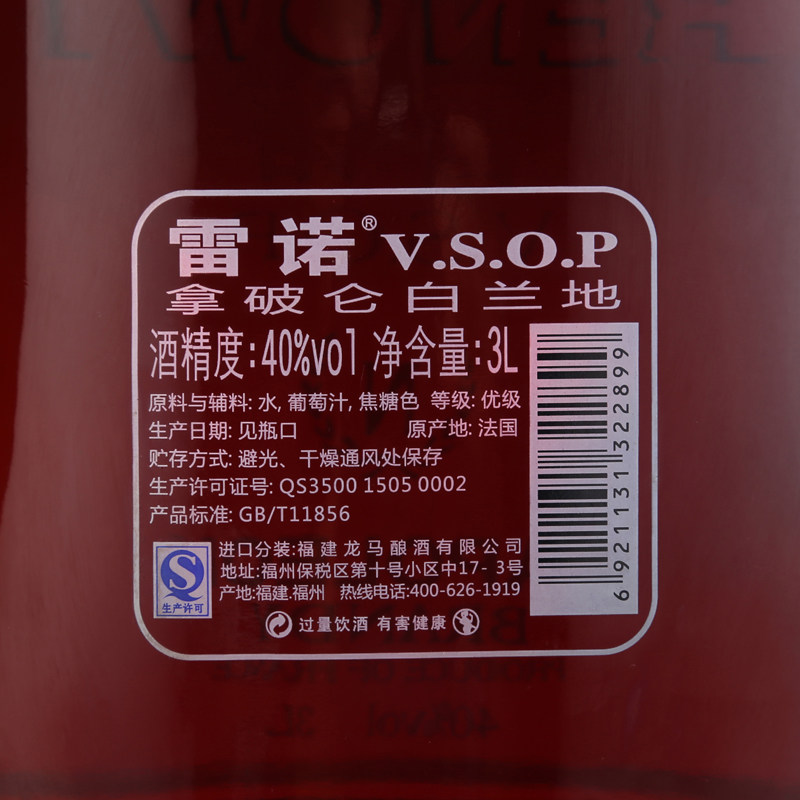 雷诺® V.S.O.P
拿破仑白兰地
酒精度:40%vol 净含量:3L
原料与辅料: 水, 葡萄汁, 焦糖色 等级: 优级
生产日期: 见瓶口 原产地: 法国
贮存方式: 避光、干燥通风处保存
生产许可证号: QS3500 1505 0002
产品标准: GB/T11856
进口分装:福建龙马酿酒有限公司
地址:福州保税区第十号小区中17-3号
产地:福建.福州 热线电话:400-626-1919
生产许可
过量饮酒 有害健康
6 921131 322899